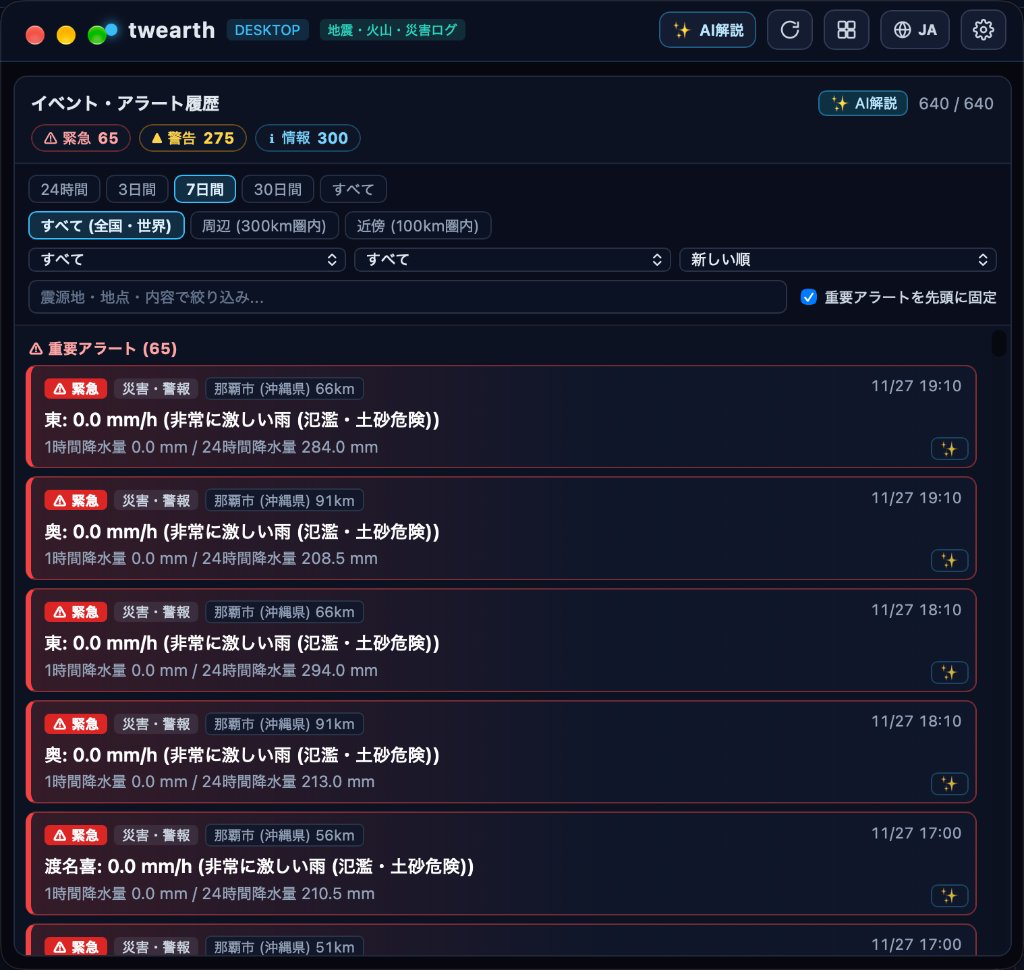 twearth DESKTOP 地震・火山・災害ログ ✨ AI解説 JA
イベント・アラート履歴 ✨ AI解説 640 / 640
⚠ 緊急 65 ▲ 警告 275 ℹ 情報 300
24時間 3日間 7日間 30日間 すべて
すべて (全国・世界) 周辺 (300km圏内) 近傍 (100km圏内)
すべて すべて 新しい順
震源地・地点・内容で絞り込み... 重要アラートを先頭に固定
⚠ 重要アラート (65)
⚠ 緊急 災害・警報 那覇市 (沖縄県) 66km 11/27 19:10
東: 0.0 mm/h (非常に激しい雨 (氾濫・土砂危険))
1時間降水量 0.0 mm / 24時間降水量 284.0 mm
⚠ 緊急 災害・警報 那覇市 (沖縄県) 91km 11/27 19:10
奥: 0.0 mm/h (非常に激しい雨 (氾濫・土砂危険))
1時間降水量 0.0 mm / 24時間降水量 208.5 mm
⚠ 緊急 災害・警報 那覇市 (沖縄県) 66km 11/27 18:10
東: 0.0 mm/h (非常に激しい雨 (氾濫・土砂危険))
1時間降水量 0.0 mm / 24時間降水量 294.0 mm
⚠ 緊急 災害・警報 那覇市 (沖縄県) 91km 11/27 18:10
奥: 0.0 mm/h (非常に激しい雨 (氾濫・土砂危険))
1時間降水量 0.0 mm / 24時間降水量 213.0 mm
⚠ 緊急 災害・警報 那覇市 (沖縄県) 56km 11/27 17:00
渡名喜: 0.0 mm/h (非常に激しい雨 (氾濫・土砂危険))
1時間降水量 0.0 mm / 24時間降水量 210.5 mm
⚠ 緊急 災害・警報 那覇市 (沖縄県) 51km 11/27 17:00